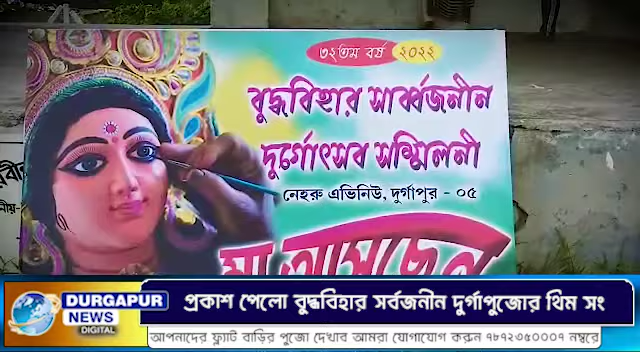 ৩২তম বর্ষ ২০২২
বুদ্ধবিহার সার্ব্বজনীন
দুর্গোৎসব সম্মিলনী
নেহরু এভিনিউ, দুর্গাপুর - ০৫
মা আসছেন
DURGAPUR
NEWS
DIGITAL
প্রকাশ পেলো বুদ্ধবিহার সর্বজনীন দুর্গাপুজোর থিম সং
আপনাদের ফ্ল্যাট বাড়ির পুজো দেখাব আমরা যোগাযোগ করুন ৭৮৭২৩৫০০০৭ নম্বরে